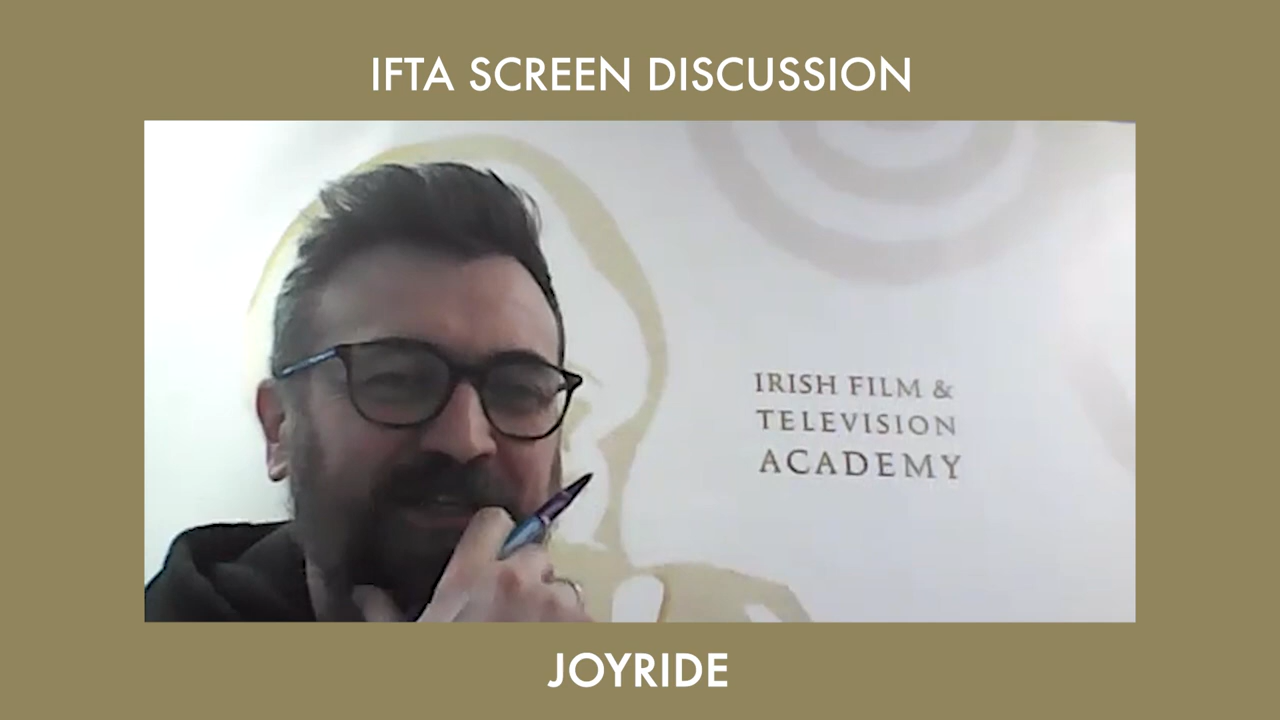 IFTA SCREEN DISCUSSION
IRISH FILM &
TELEVISION
ACADEMY
JOYRIDE